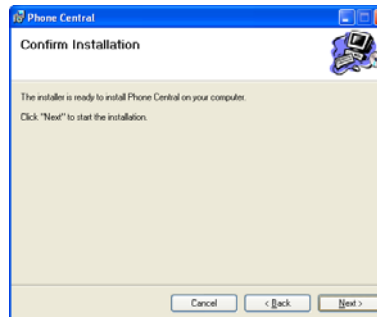 Phone Central
Confirm Installation
The installer is ready to install Phone Central on your computer.
Click "Next" to start the installation.
Cancel
< Back
Next >